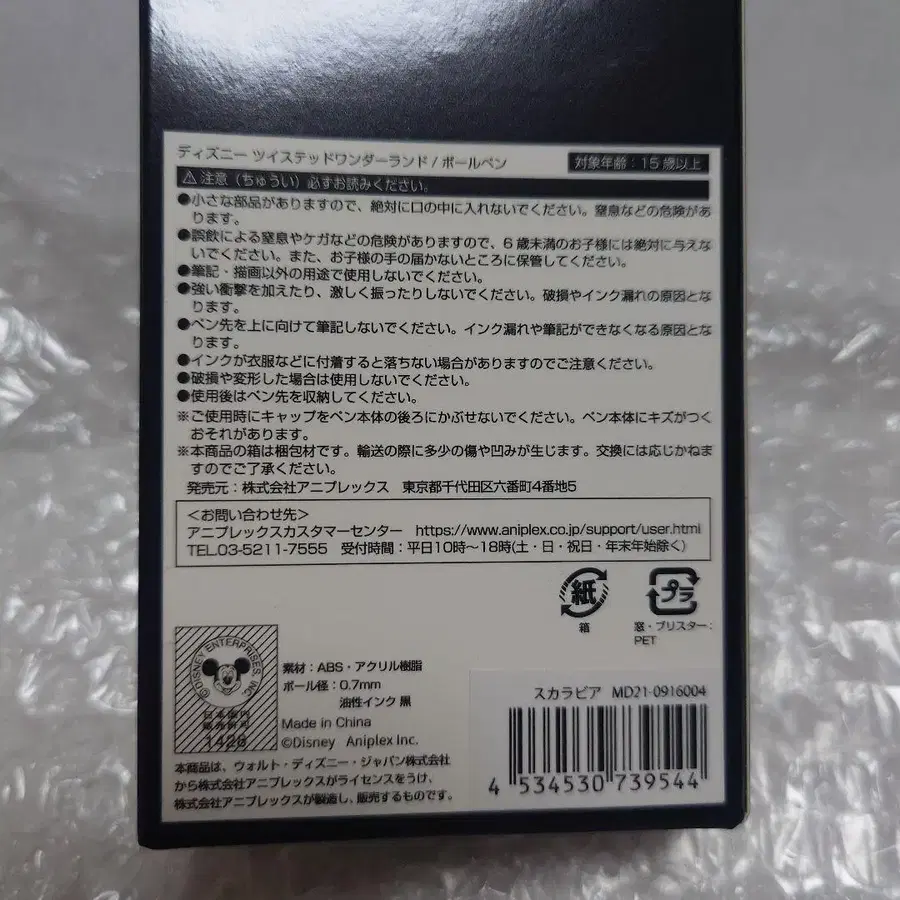 ディズニー ツイステッドワンダーランド / ボールペン
対象年齢：15歳以上
⚠注意（ちゅうい）必ずお読みください。
●小さな部品がありますので、絶対に口の中に入れないでください。窒息などの危険があ
ります。
●誤飲による窒息やケガなどの危険がありますので、6歳未満のお子様には絶対に与えな
いでください。また、お子様の手の届かないところに保管してください。
●筆記・描画以外の用途で使用しないでください。
●強い衝撃を加えたり、激しく振ったりしないでください。破損やインク漏れの原因とな
ります。
●ペン先を上に向けて筆記しないでください。インク漏れや筆記ができなくなる原因とな
ります。
●インクが衣服などに付着すると落ちない場合がありますのでご注意ください。
●破損や変形した場合は使用しないでください。
●使用後はペン先を収納してください。
※ご使用時にキャップをペン本体の後ろにかぶせないでください。ペン本体にキズがつく
おそれがあります。
※本商品の箱は梱包材です。輸送の際に多少の傷や凹みが生じます。交換には応じかねま
すのでご了承ください。
発売元：株式会社アニプレックス 東京都千代田区六番町4番地5
＜お問い合わせ先＞
アニプレックスカスタマーセンター https://www.aniplex.co.jp/support/user.html
TEL.03-5211-7555 受付時間：平日10時〜18時(土・日・祝日・年末年始除く)
紙
箱
プラ
窓・ブリスター：
PET
©DISNEY ENTERPRISES, INC.
日本国内
販売許可
1428
素材：ABS・アクリル樹脂
ボール径：0.7mm
油性インク 黒
Made in China
©Disney Aniplex Inc.
本商品は、ウォルト・ディズニー・ジャパン株式会社
から株式会社アニプレックスがライセンスをうけ、
株式会社アニプレックスが製造し、販売するものです。
スカラビア MD21-0916004
4 534530 739544